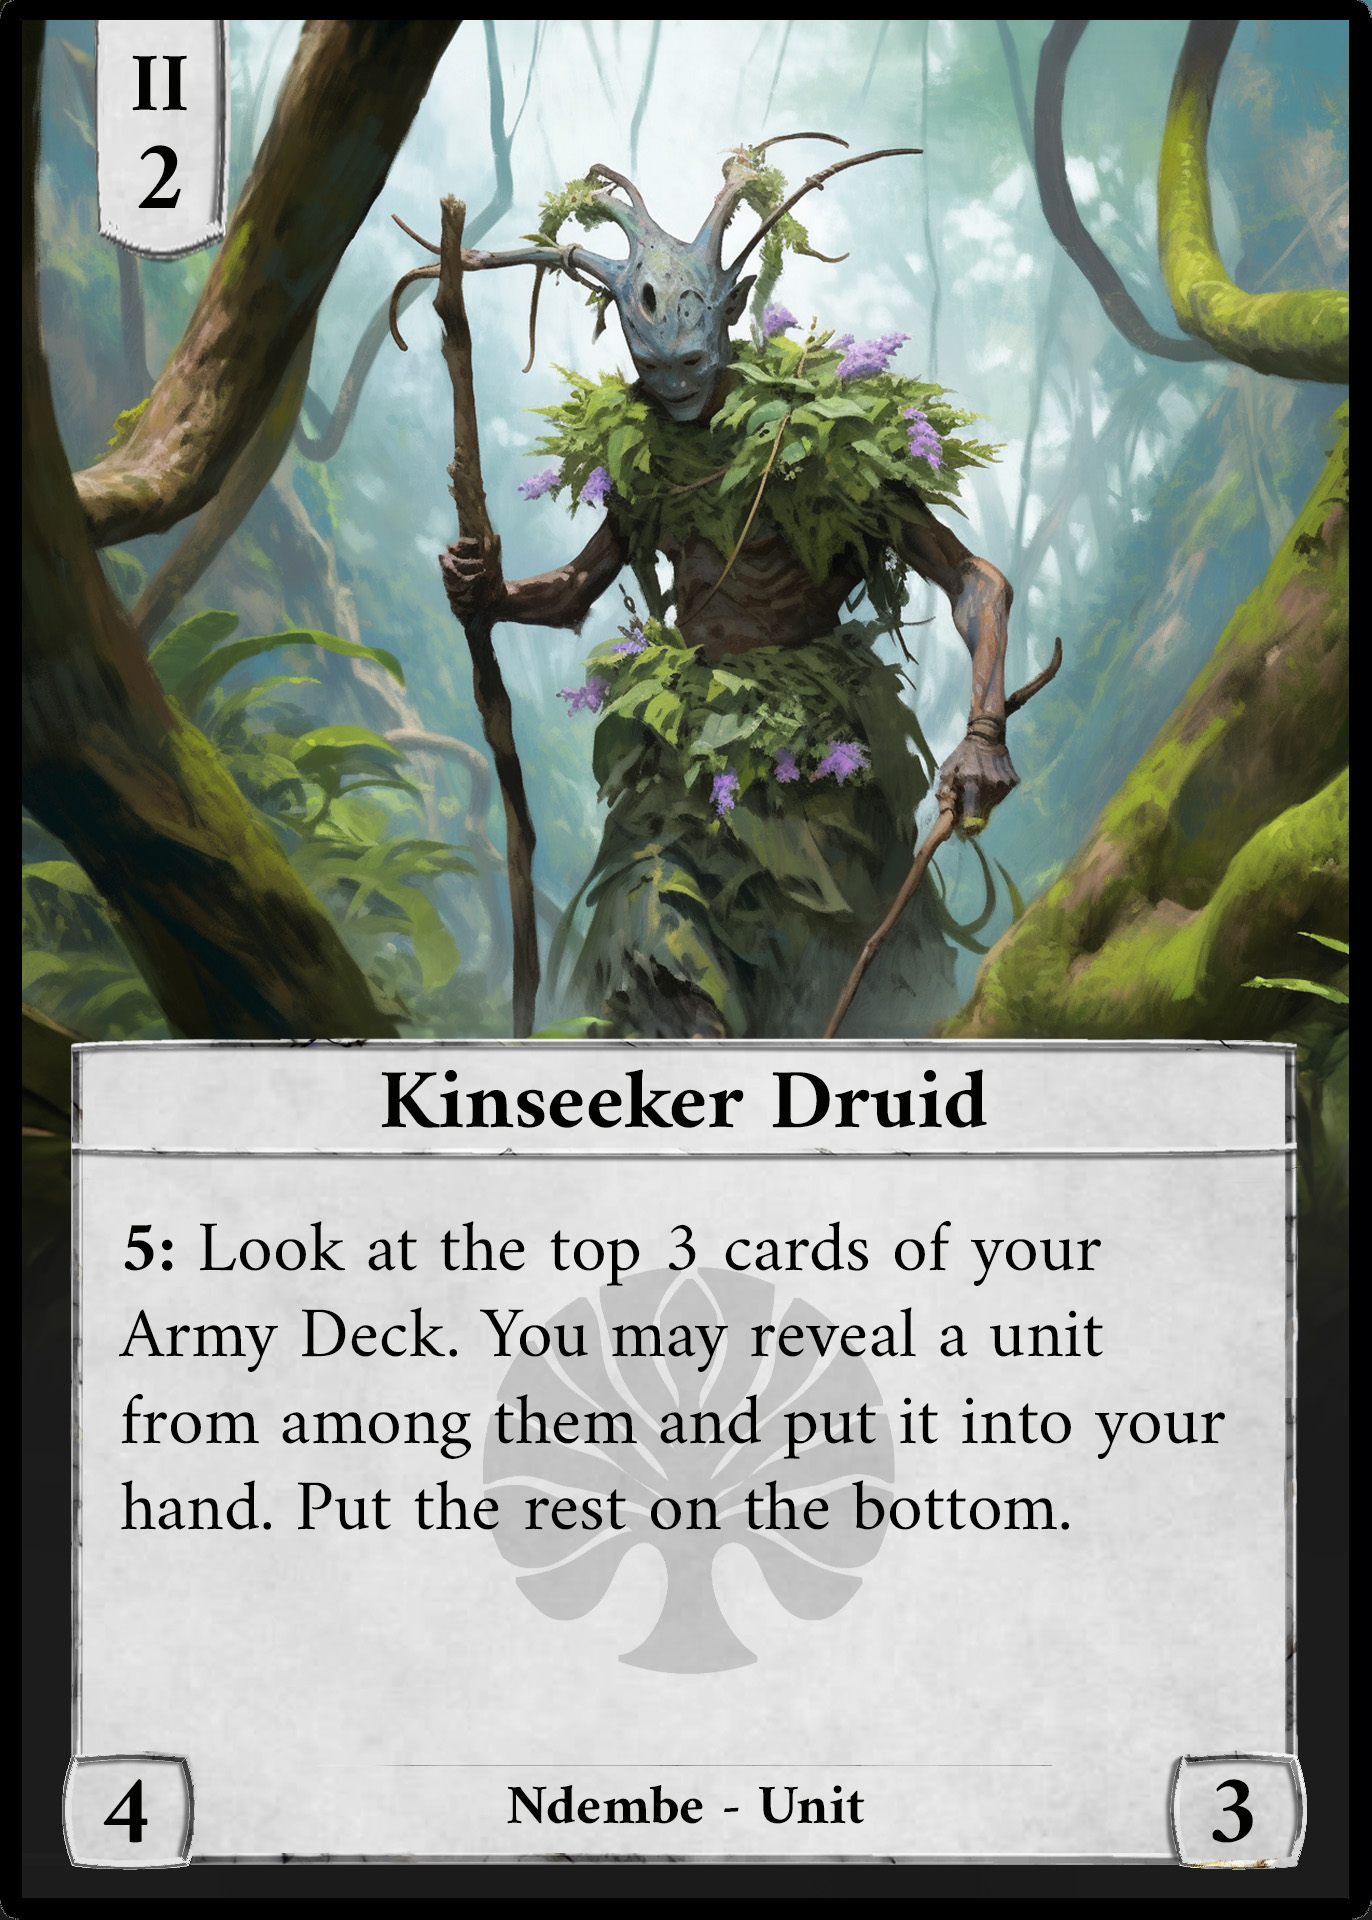 II
2
Kinseeker Druid
5: Look at the top 3 cards of your
Army Deck. You may reveal a unit
from among them and put it into your
hand. Put the rest on the bottom.
4
Ndembe - Unit
3